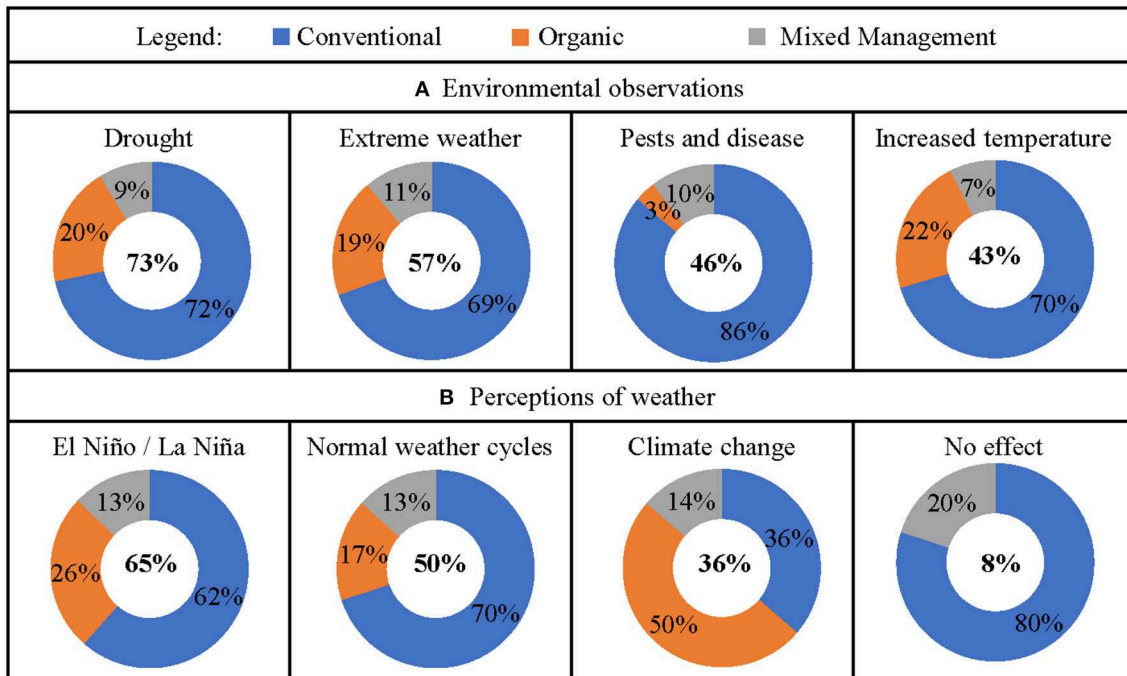 Legend: Conventional Organic Mixed Management
A Environmental observations
Drought Extreme weather Pests and disease Increased temperature
9% 11% 10% 7%
20% 19% 3% 22%
73% 57% 46% 43%
72% 69% 86% 70%
B Perceptions of weather
El Niño / La Niña Normal weather cycles Climate change No effect
13% 13% 14% 20%
26% 17% 36%
65% 50% 36% 8%
62% 70% 50% 80%